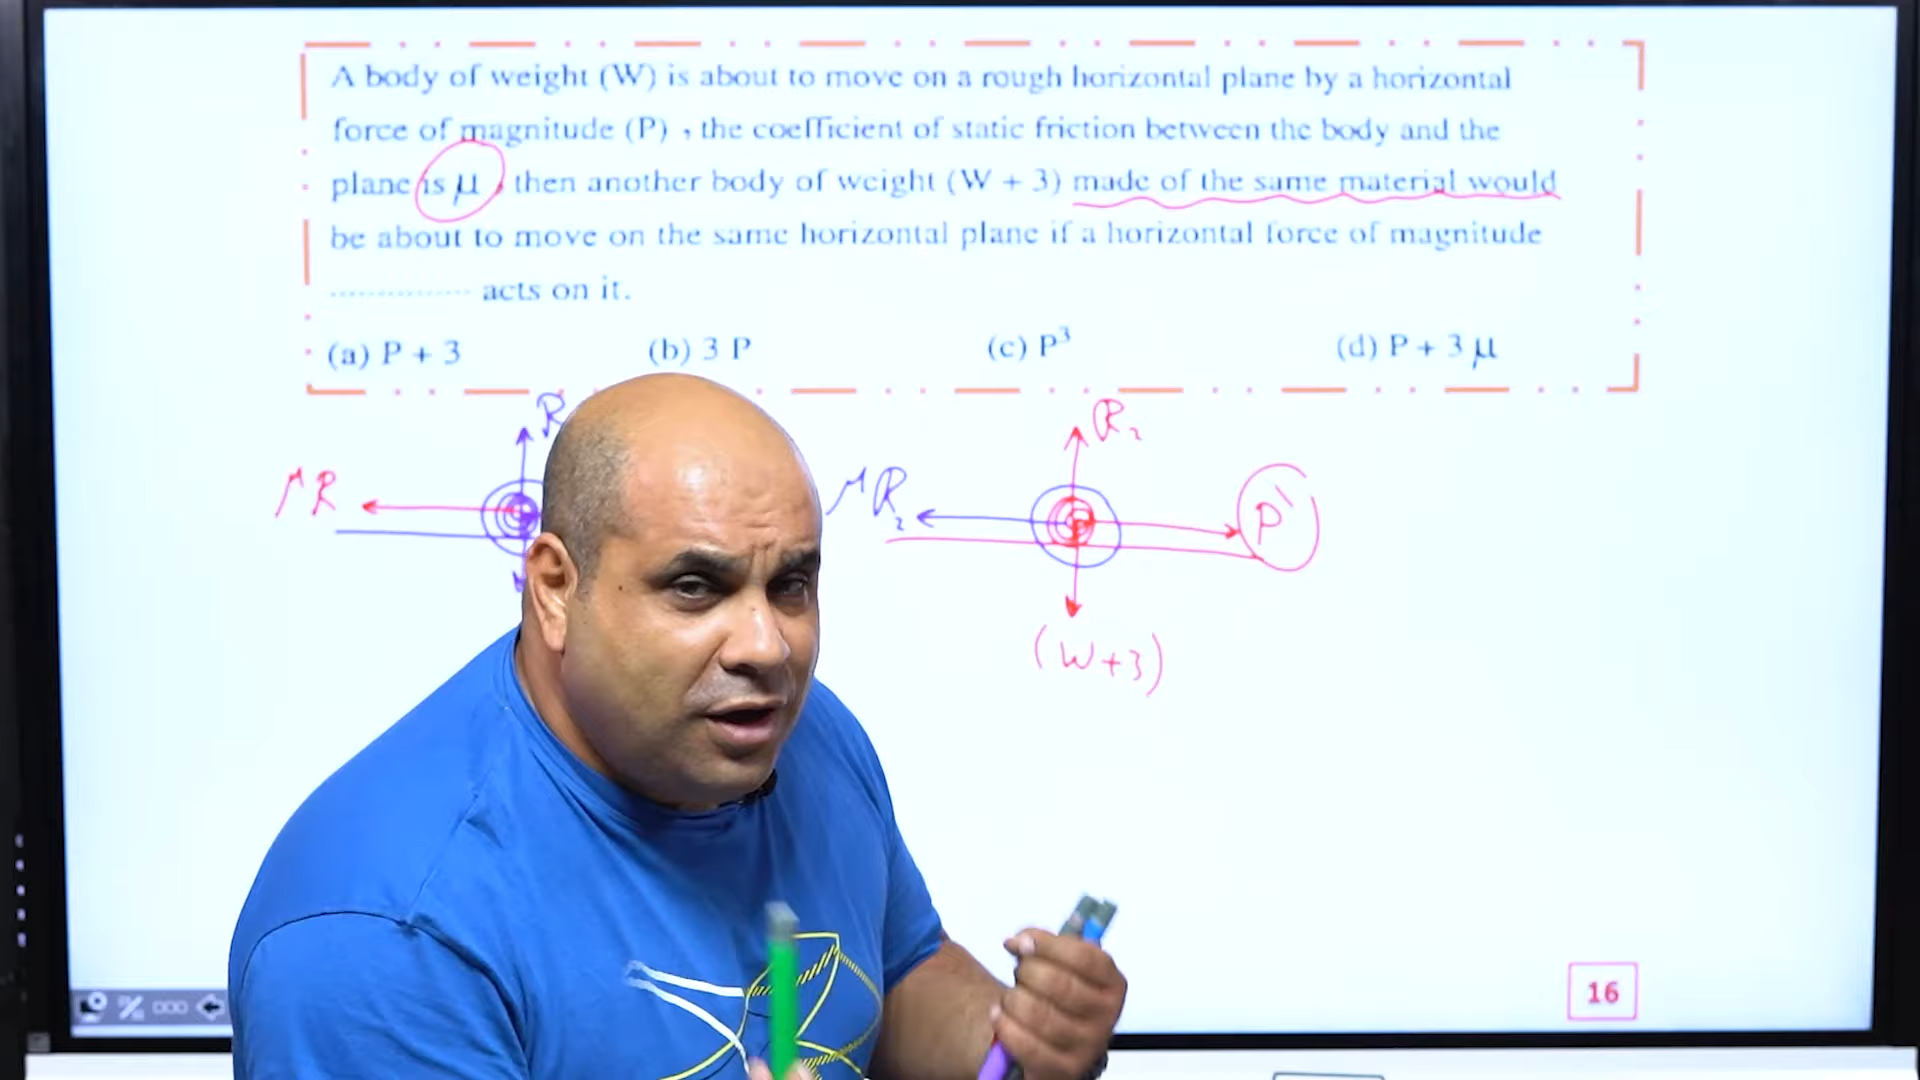 A body of weight (W) is about to move on a rough horizontal plane by a horizontal
force of magnitude (P) , the coefficient of static friction between the body and the
plane is μ , then another body of weight (W + 3) made of the same material would
be about to move on the same horizontal plane if a horizontal force of magnitude
.............. acts on it.
(a) P + 3 (b) 3 P (c) P³ (d) P + 3 μ
R R₂
μR μR₂ P'
(W+3)
16